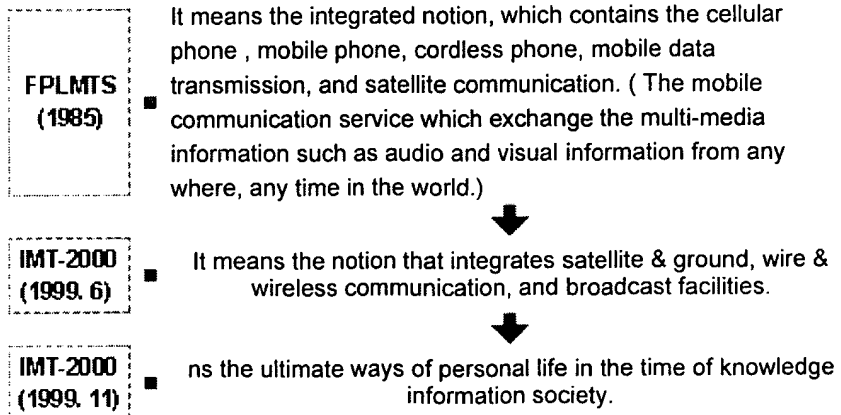 FPLMTS
(1985)
It means the integrated notion, which contains the cellular
phone , mobile phone, cordless phone, mobile data
transmission, and satellite communication. ( The mobile
communication service which exchange the multi-media
information such as audio and visual information from any
where, any time in the world.)
IMT-2000
(1999. 6)
It means the notion that integrates satellite & ground, wire &
wireless communication, and broadcast facilities.
IMT-2000
(1999. 11)
ns the ultimate ways of personal life in the time of knowledge
information society.